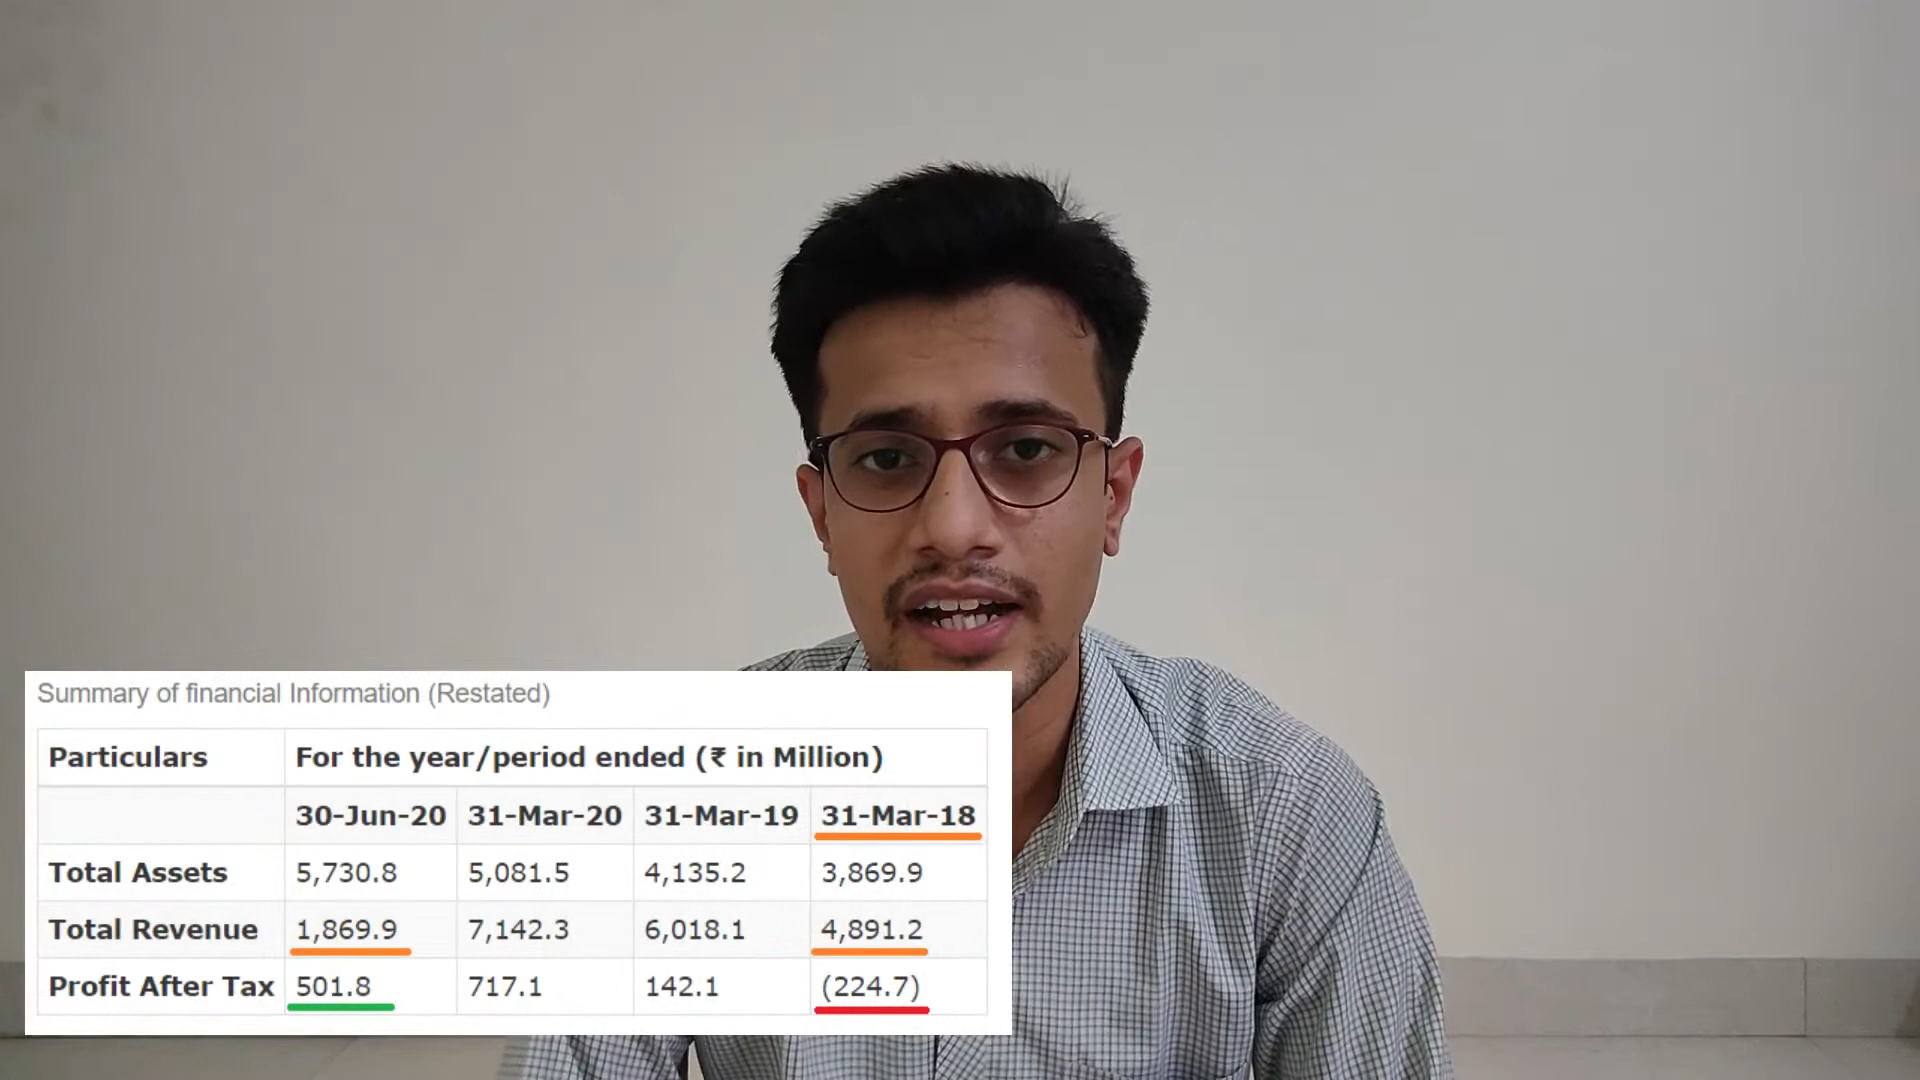 Summary of financial Information (Restated)
Particulars For the year/period ended (₹ in Million)
30-Jun-20 31-Mar-20 31-Mar-19 31-Mar-18
Total Assets 5,730.8 5,081.5 4,135.2 3,869.9
Total Revenue 1,869.9 7,142.3 6,018.1 4,891.2
Profit After Tax 501.8 717.1 142.1 (224.7)